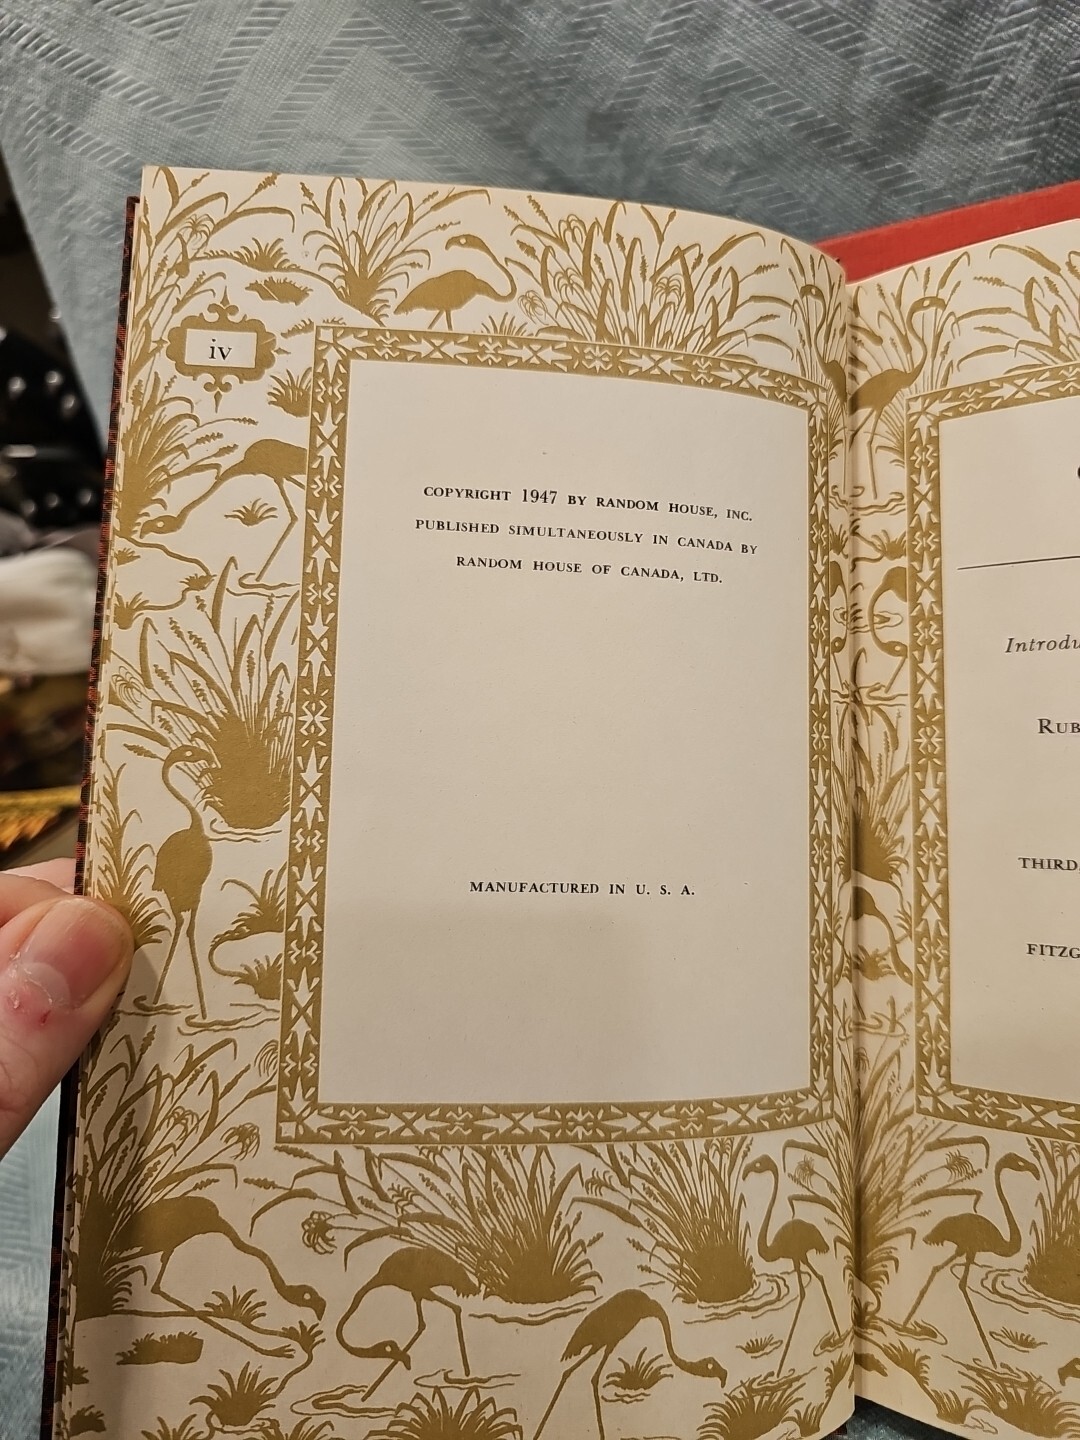 iv
COPYRIGHT 1947 BY RANDOM HOUSE, INC.
PUBLISHED SIMULTANEOUSLY IN CANADA BY
RANDOM HOUSE OF CANADA, LTD.
MANUFACTURED IN U. S. A.
THIRD,